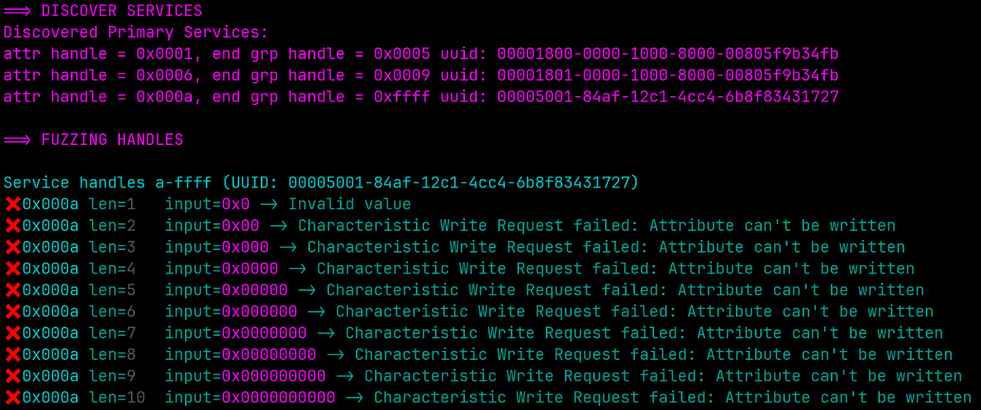 ==> DISCOVER SERVICES
Discovered Primary Services:
attr handle = 0x0001, end grp handle = 0x0005 uuid: 00001800-0000-1000-8000-00805f9b34fb
attr handle = 0x0006, end grp handle = 0x0009 uuid: 00001801-0000-1000-8000-00805f9b34fb
attr handle = 0x000a, end grp handle = 0xffff uuid: 00005001-84af-12c1-4cc4-6b8f83431727
==> FUZZING HANDLES
Service handles a-ffff (UUID: 00005001-84af-12c1-4cc4-6b8f83431727)
❌0x000a len=1 input=0x0 -> Invalid value
❌0x000a len=2 input=0x00 -> Characteristic Write Request failed: Attribute can't be written
❌0x000a len=3 input=0x000 -> Characteristic Write Request failed: Attribute can't be written
❌0x000a len=4 input=0x0000 -> Characteristic Write Request failed: Attribute can't be written
❌0x000a len=5 input=0x00000 -> Characteristic Write Request failed: Attribute can't be written
❌0x000a len=6 input=0x000000 -> Characteristic Write Request failed: Attribute can't be written
❌0x000a len=7 input=0x0000000 -> Characteristic Write Request failed: Attribute can't be written
❌0x000a len=8 input=0x00000000 -> Characteristic Write Request failed: Attribute can't be written
❌0x000a len=9 input=0x000000000 -> Characteristic Write Request failed: Attribute can't be written
❌0x000a len=10 input=0x0000000000 -> Characteristic Write Request failed: Attribute can't be written